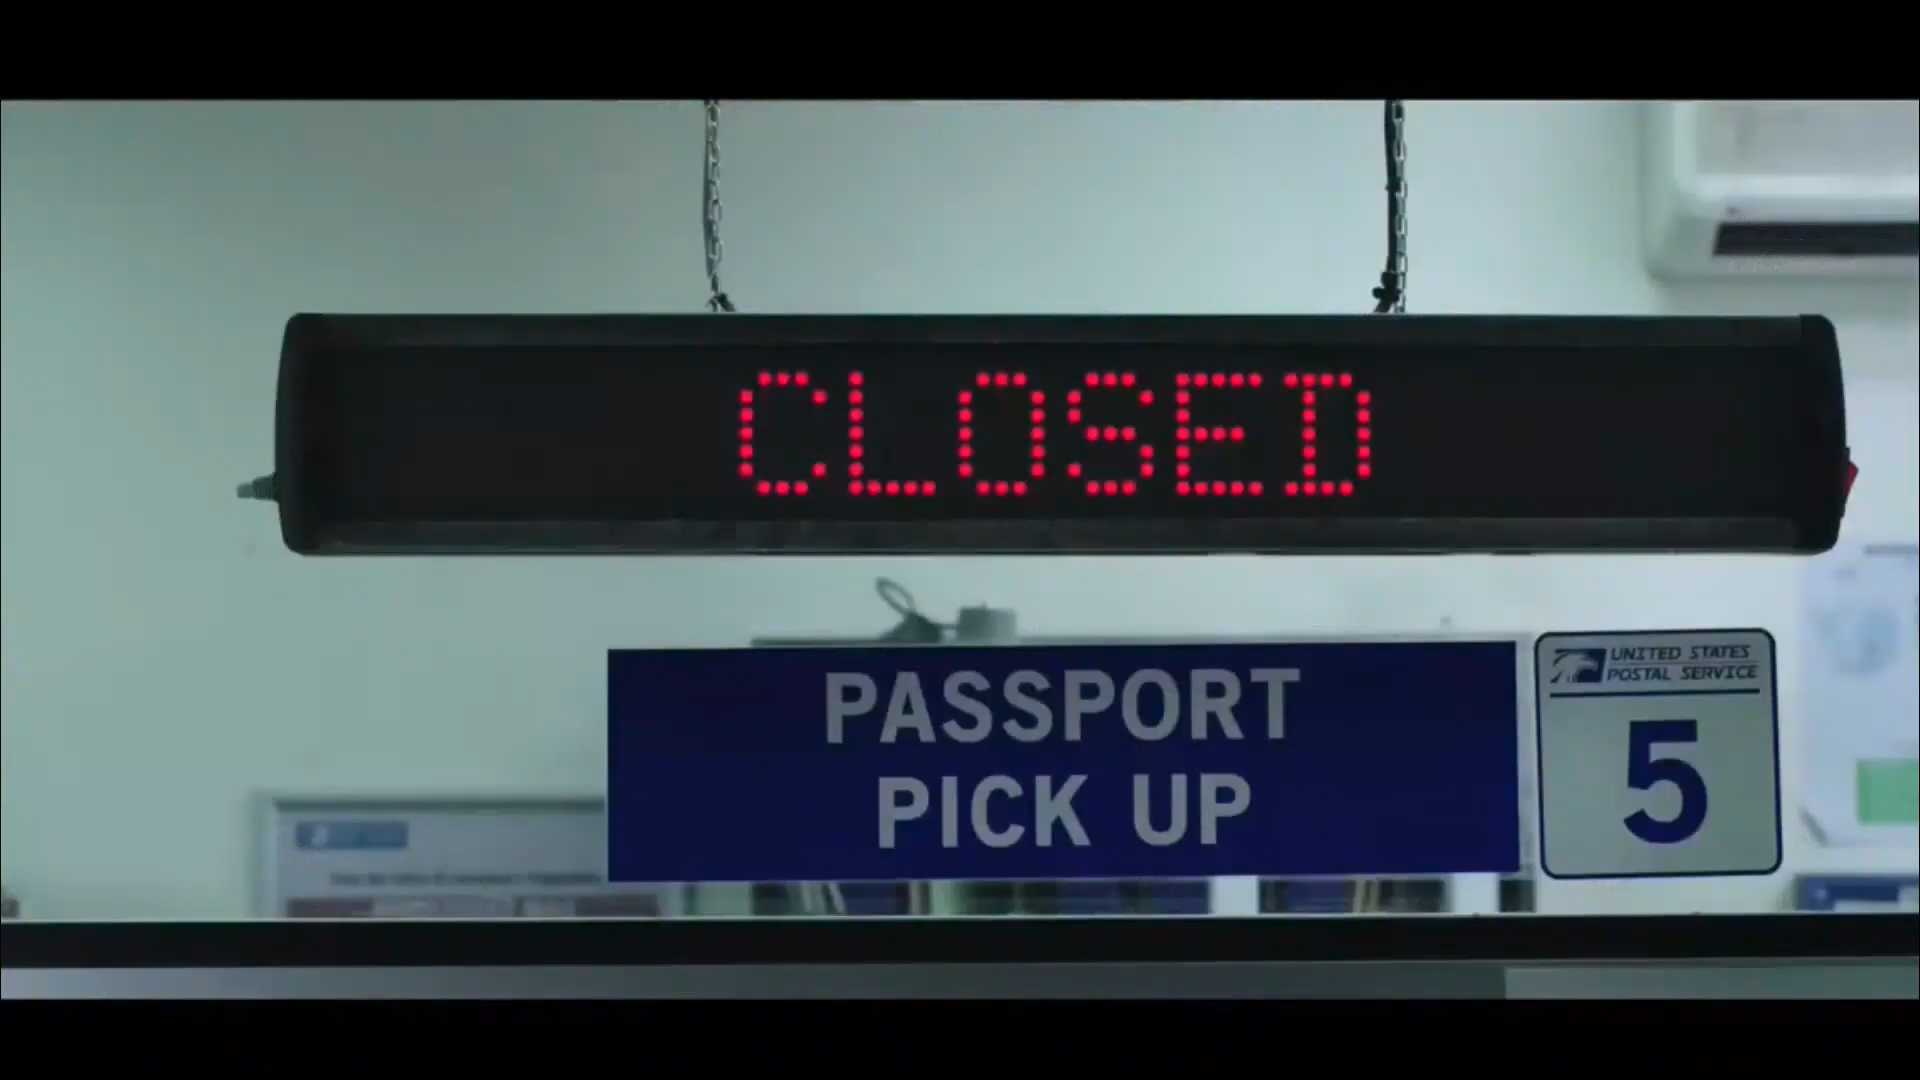 CLOSED
PASSPORT
PICK UP
UNITED STATES
POSTAL SERVICE
5